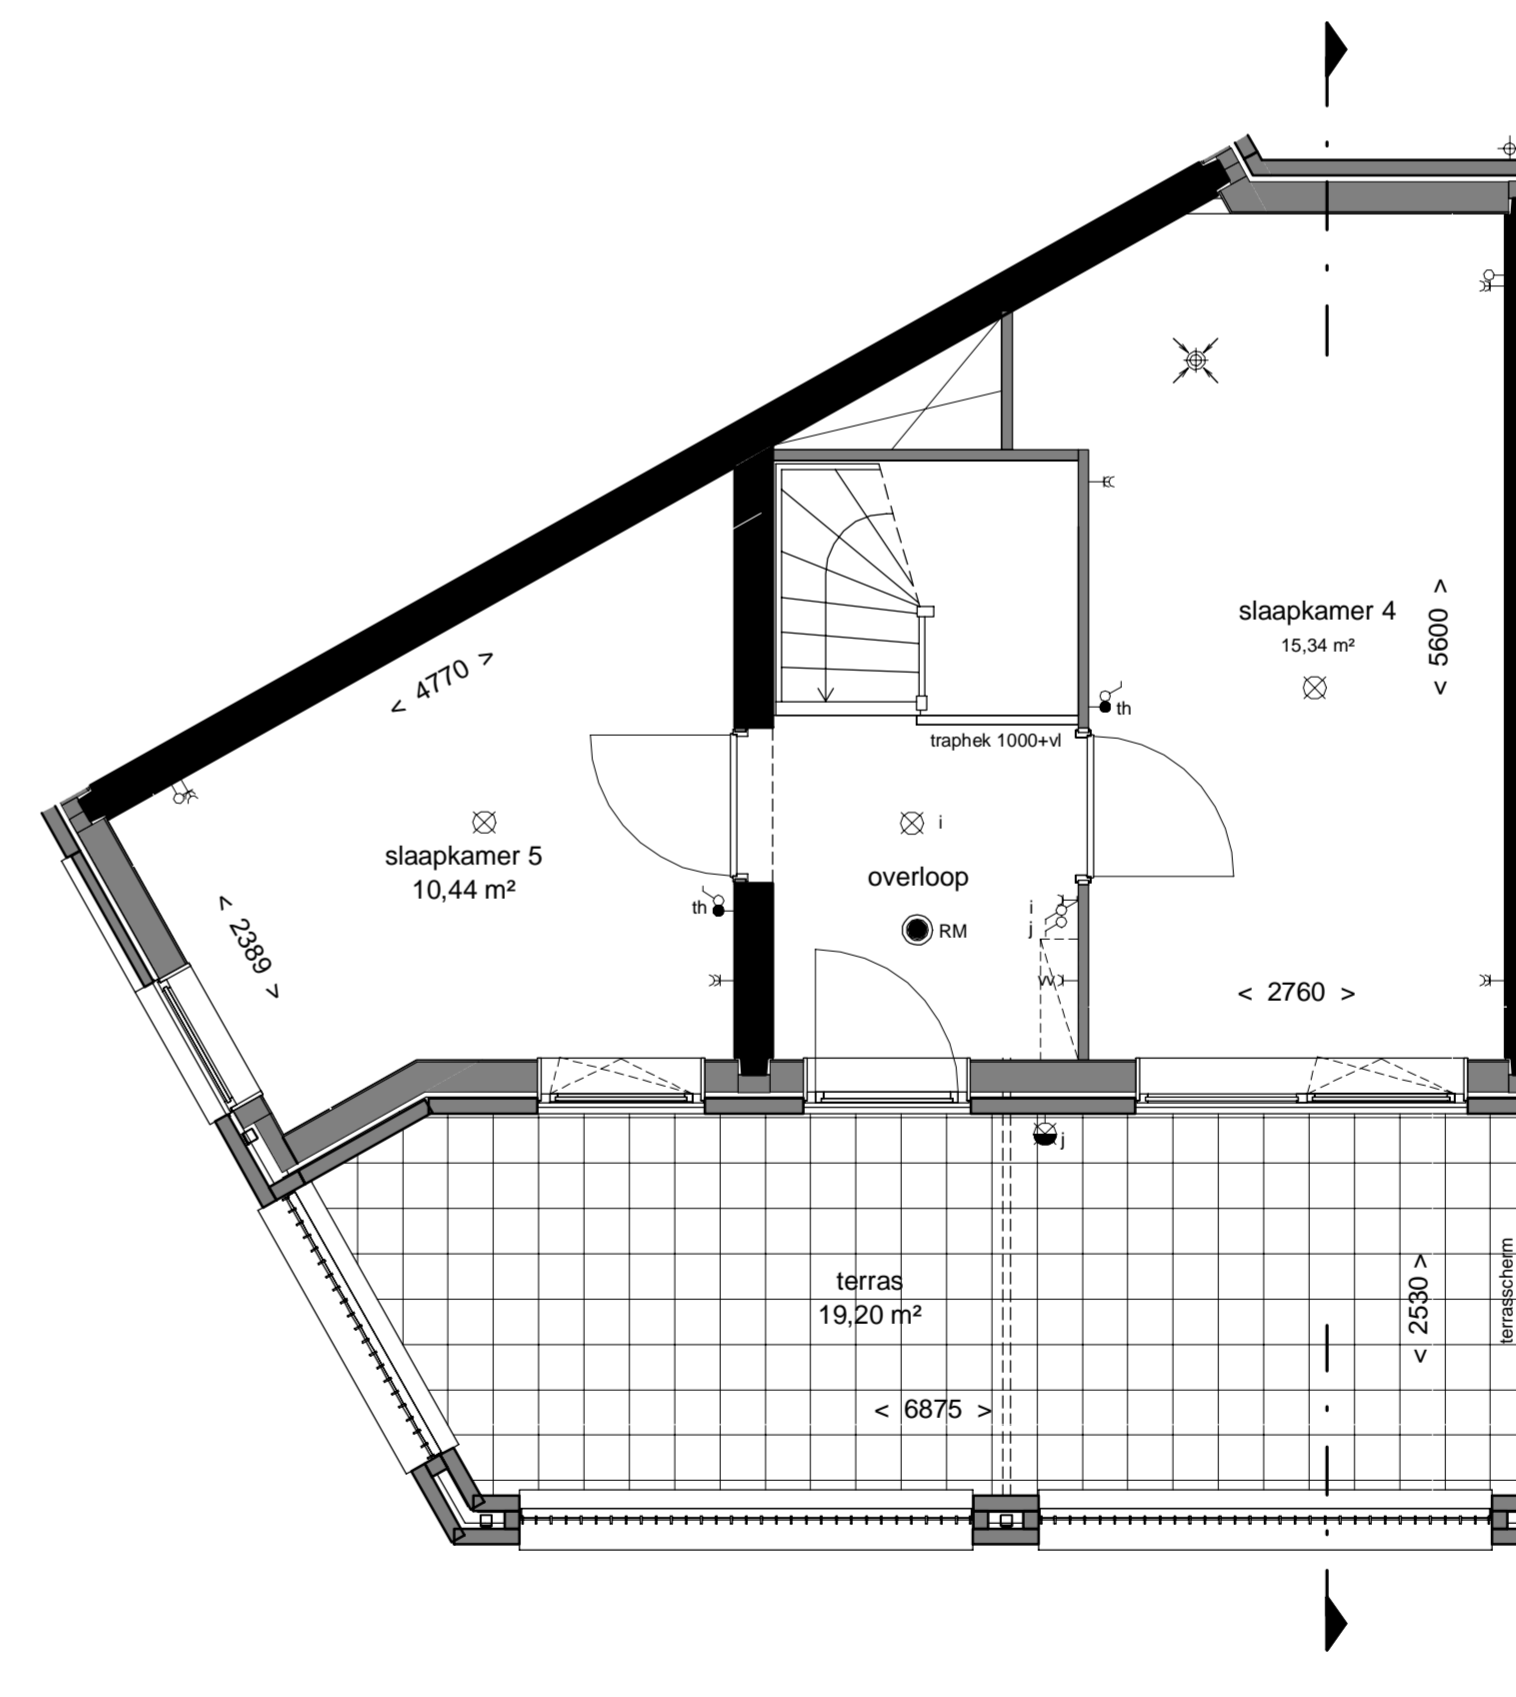 slaapkamer 4
15,34 m²
< 5600 >
< 4770 >
th
traphek 1000+vl
i
slaapkamer 5
10,44 m²
overloop
th
i
j
RM
< 2389 >
< 2760 >
j
terras
19,20 m²
< 2530 >
terrasscherm
< 6875 >